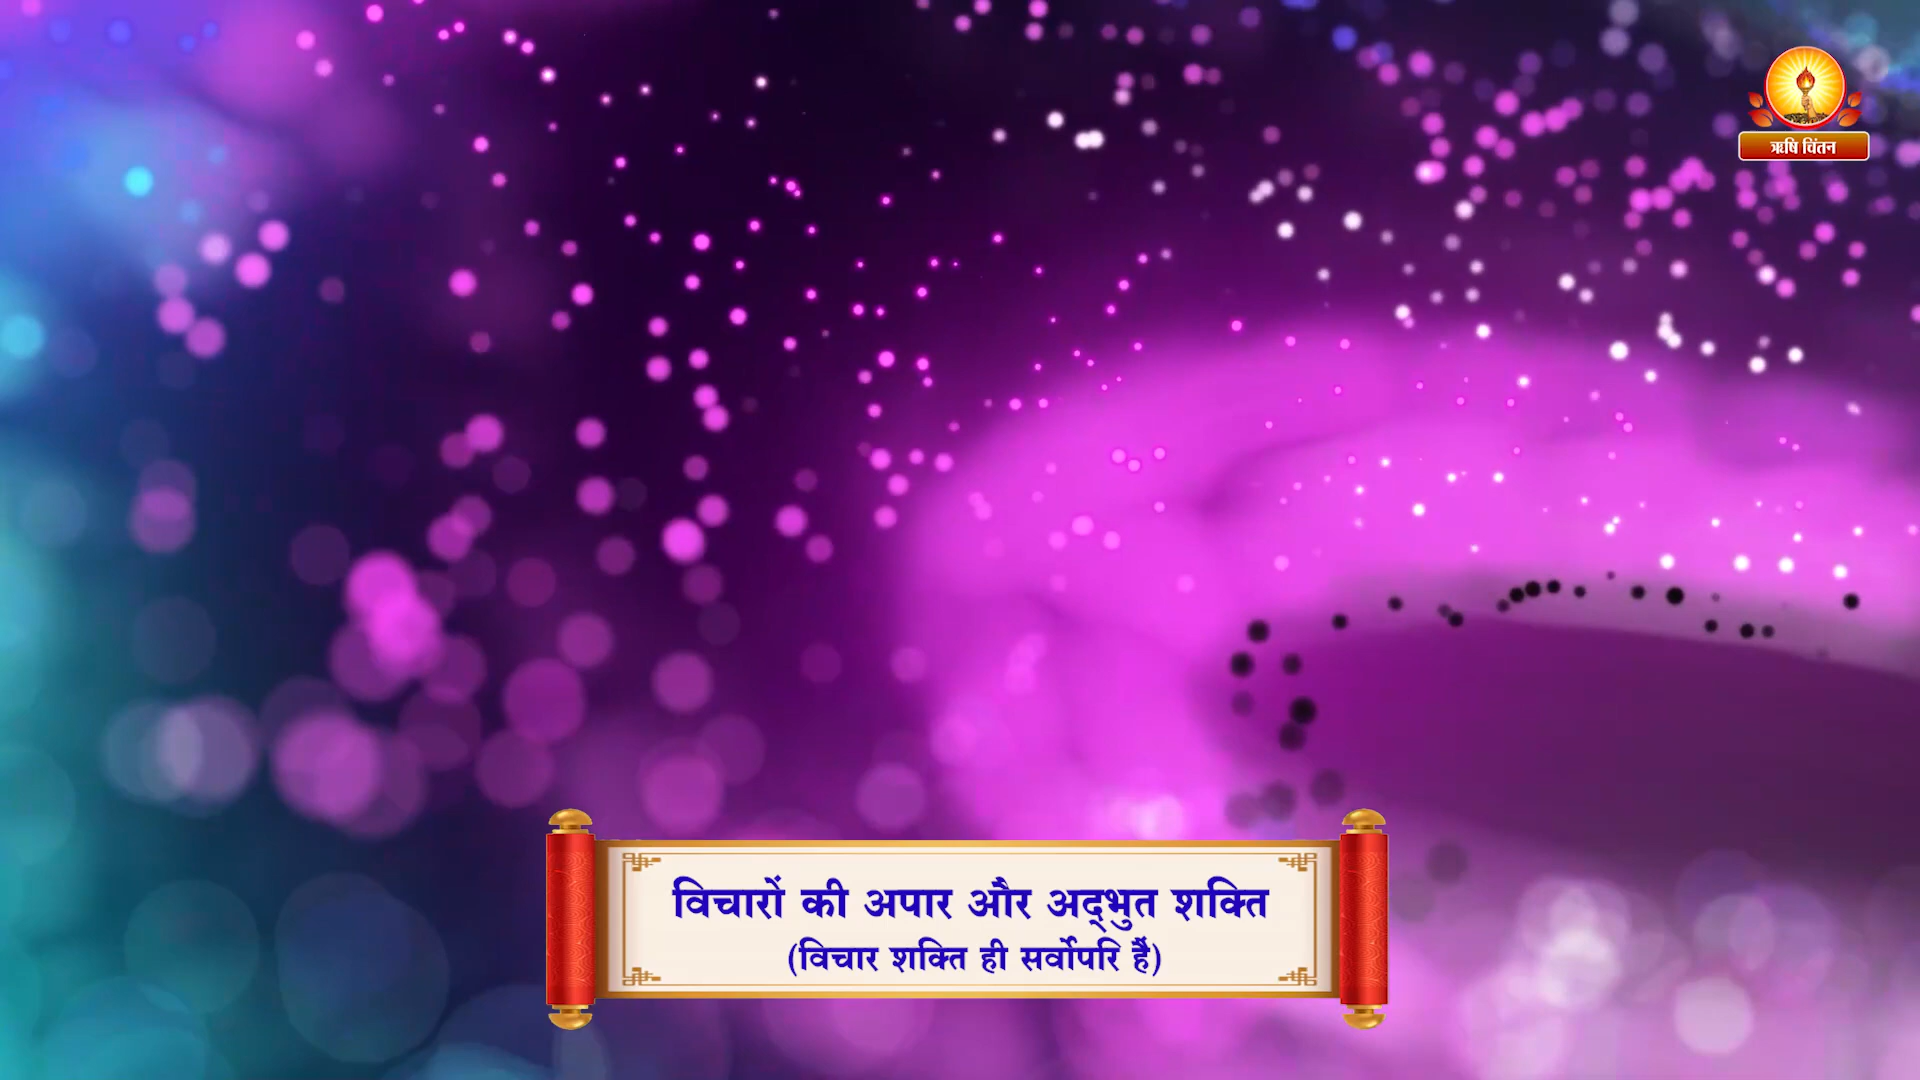 ऋषि चिंतन
विचारों की अपार और अद्भुत शक्ति
(विचार शक्ति ही सर्वोपरि हैं)